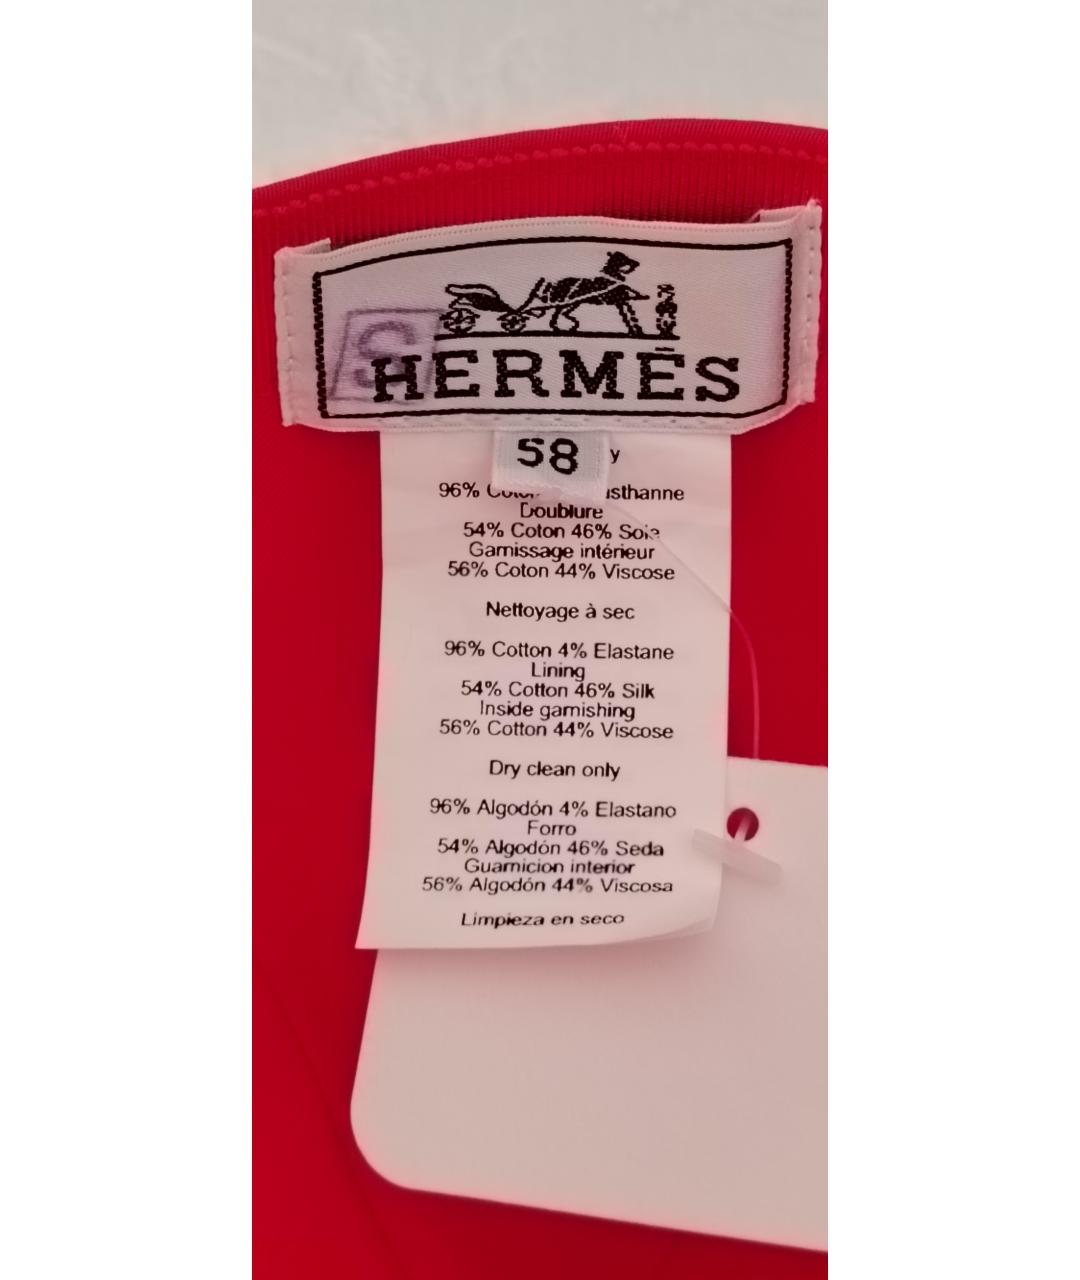 S
HERMÈS
58
y
96%
Doublure
54% Coton 46% Soie
Garnissage intérieur
56% Coton 44% Viscose
Nettoyage à sec
96% Cotton 4% Elastane
Lining
54% Cotton 46% Silk
Inside garnishing
56% Cotton 44% Viscose
Dry clean only
96% Algodón 4% Elastano
Forro
54% Algodón 46% Seda
Guarnicion interior
56% Algodón 44% Viscosa
Limpieza en seco